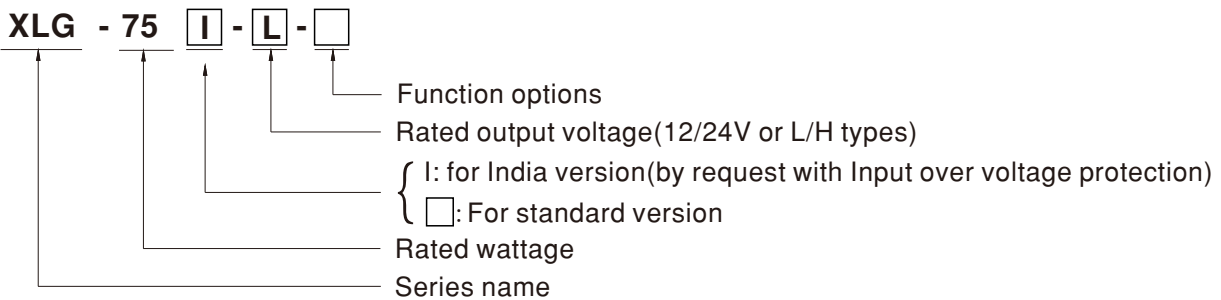 XLG - 75 I - L - □
Function options
Rated output voltage(12/24V or L/H types)
I: for India version(by request with Input over voltage protection)
□: For standard version
Rated wattage
Series name